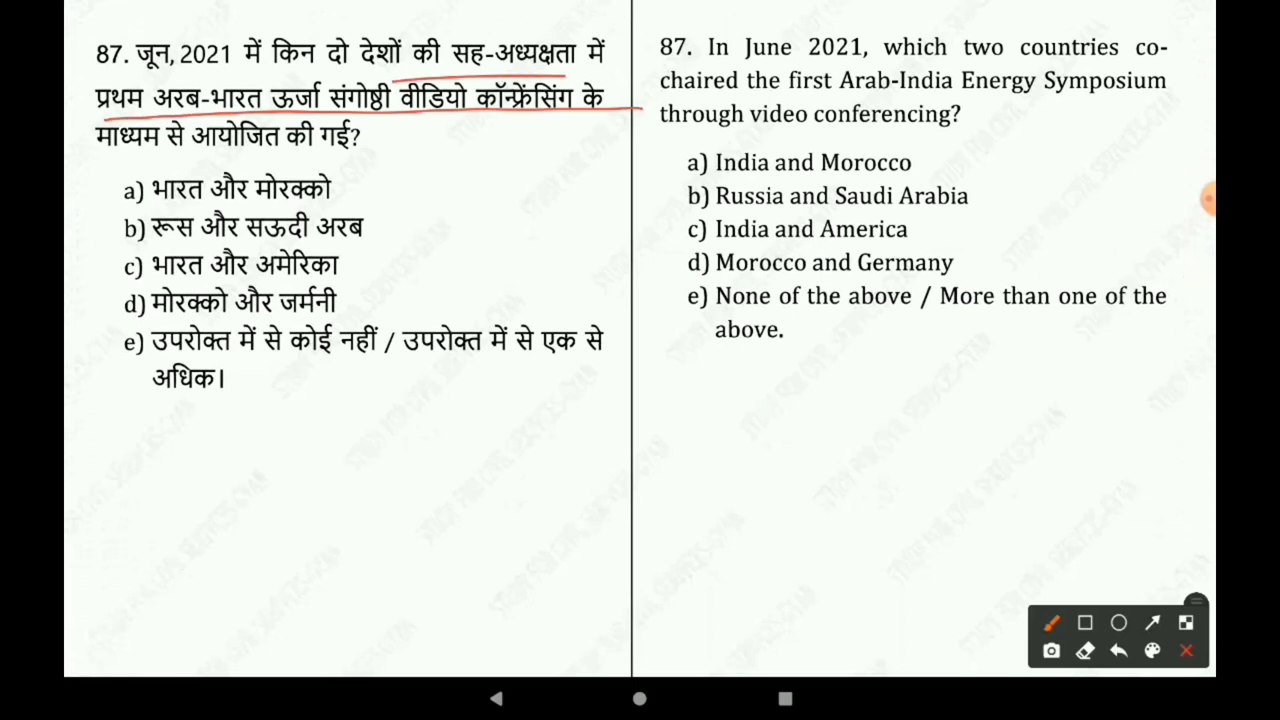 87. जून, 2021 में किन दो देशों की सह-अध्यक्षता में
प्रथम अरब-भारत ऊर्जा संगोष्ठी वीडियो कॉन्फ्रेंसिंग के
माध्यम से आयोजित की गई?
a) भारत और मोरक्को
b) रूस और सऊदी अरब
c) भारत और अमेरिका
d) मोरक्को और जर्मनी
e) उपरोक्त में से कोई नहीं / उपरोक्त में से एक से
अधिक।
87. In June 2021, which two countries co-
chaired the first Arab-India Energy Symposium
through video conferencing?
a) India and Morocco
b) Russia and Saudi Arabia
c) India and America
d) Morocco and Germany
e) None of the above / More than one of the
above.